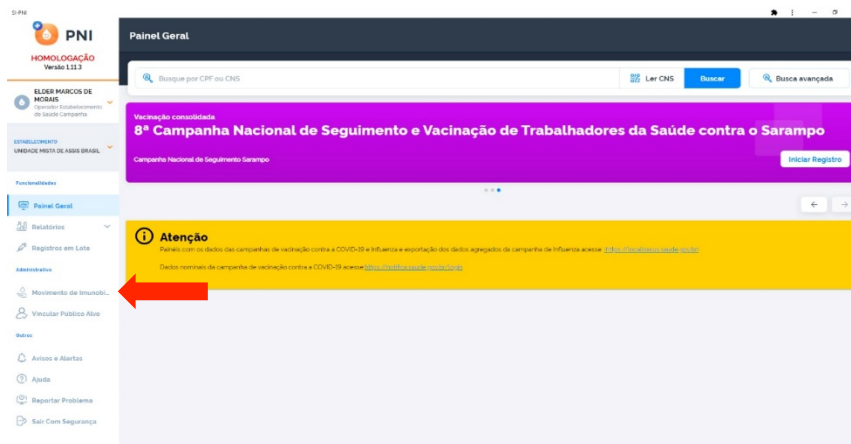 SI-PNI
PNI
HOMOLOGAÇÃO
Versão 1.11.3
ELDER MARCOS DE
MORAIS
Operador Estabelecimento
de Saúde Campanha
ESTABELECIMENTO
UNIDADE MISTA DE ASSIS BRASIL
Funcionalidades
Painel Geral
Relatórios
Registros em Lote
Administrativo
Movimento de Imunobi...
Vincular Público Alvo
Outros
Avisos e Alertas
Ajuda
Reportar Problema
Sair Com Segurança
Painel Geral
Busque por CPF ou CNS
Ler CNS
Buscar
Busca avançada
Vacinação consolidada
8ª Campanha Nacional de Seguimento e Vacinação de Trabalhadores da Saúde contra o Sarampo
Campanha Nacional de Seguimento Sarampo
Iniciar Registro
Atenção
Painéis com os dados das campanhas de vacinação contra a COVID-19 e Influenza e exportação dos dados agregados da campanha de Influenza acesse: https://localizasus.saude.gov.br/
Dados nominais da campanha de vacinação contra a COVID-19 acesse